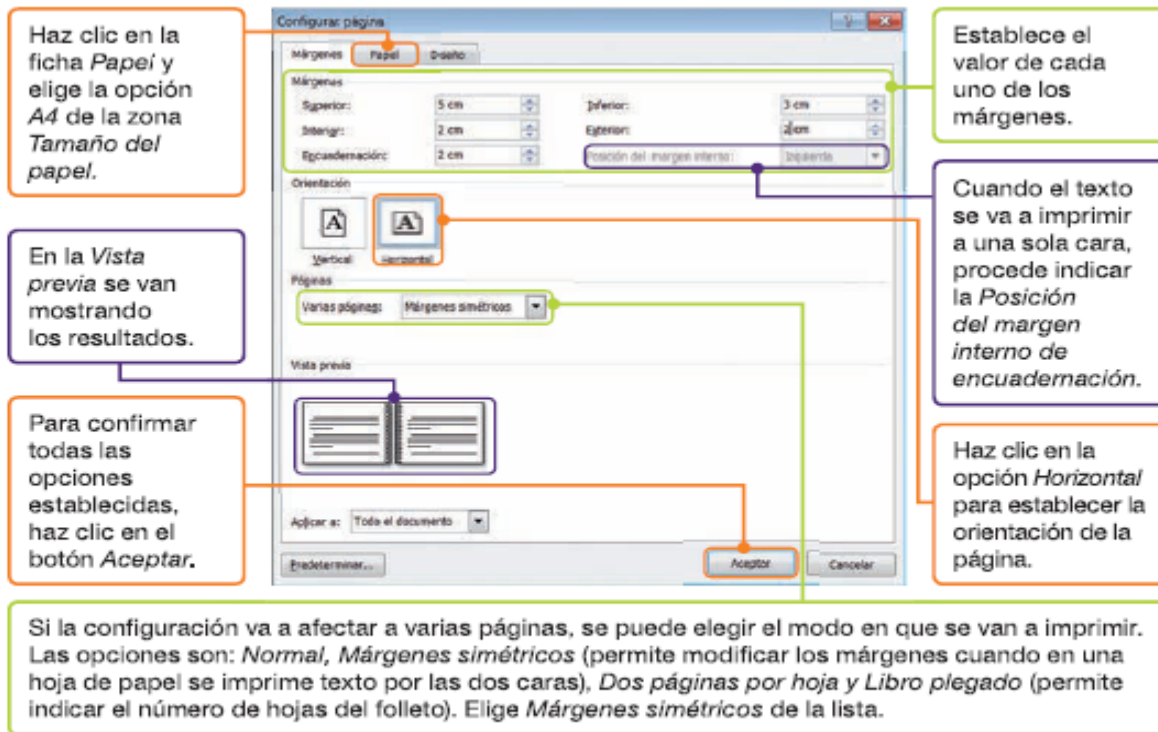 Haz clic en la
ficha Papel y
elige la opción
A4 de la zona
Tamaño del
papel.
En la Vista
previa se van
mostrando
los resultados.
Para confirmar
todas las
opciones
establecidas,
haz clic en el
botón Aceptar.
Configurar página
Márgenes Papel Diseño
Márgenes
Superior: 5 cm Inferior: 3 cm
Interior: 2 cm Exterior: 2 cm
Encuadernación: 2 cm Posición del margen interno: Izquierda
Orientación
A A
Vertical Horizontal
Páginas
Varias páginas: Márgenes simétricos
Vista previa
Aplicar a: Todo el documento
Predeterminar... Aceptar Cancelar
Establece el
valor de cada
uno de los
márgenes.
Cuando el texto
se va a imprimir
a una sola cara,
procede indicar
la Posición
del margen
interno de
encuadernación.
Haz clic en la
opción Horizontal
para establecer la
orientación de la
página.
Si la configuración va a afectar a varias páginas, se puede elegir el modo en que se van a imprimir.
Las opciones son: Normal, Márgenes simétricos (permite modificar los márgenes cuando en una
hoja de papel se imprime texto por las dos caras), Dos páginas por hoja y Libro plegado (permite
indicar el número de hojas del folleto). Elige Márgenes simétricos de la lista.